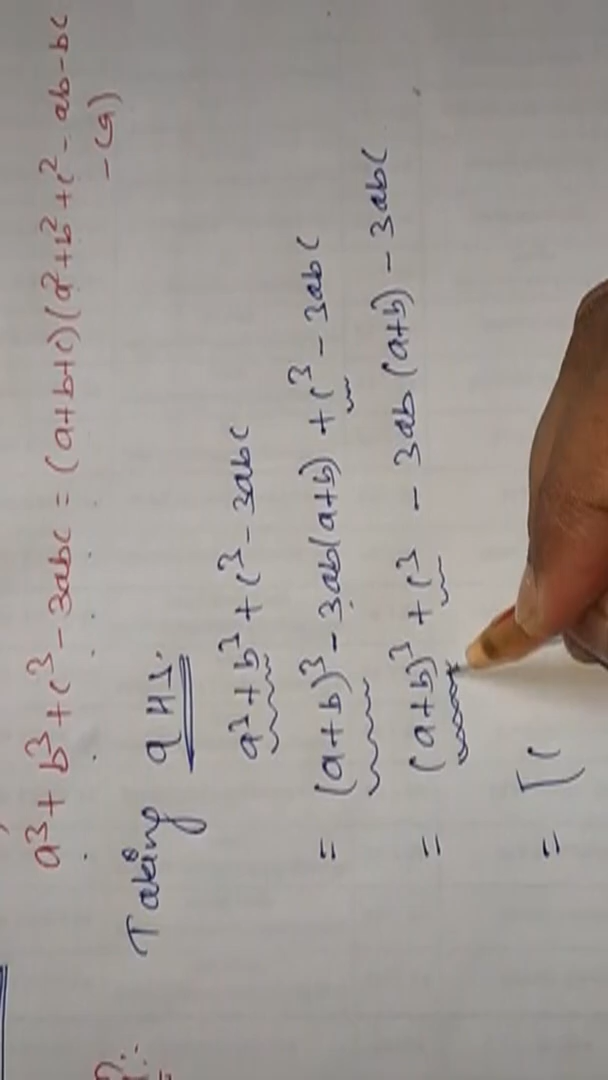 a³ + b³ + c³ - 3abc = (a+b+c)(a²+b²+c² - ab - bc
- ca)
Taking
a³ + b³ + c³ - 3abc
= (a+b)³ - 3ab(a+b) + c³ - 3abc
= (a+b)³ + c³ - 3ab(a+b) - 3abc
= [(